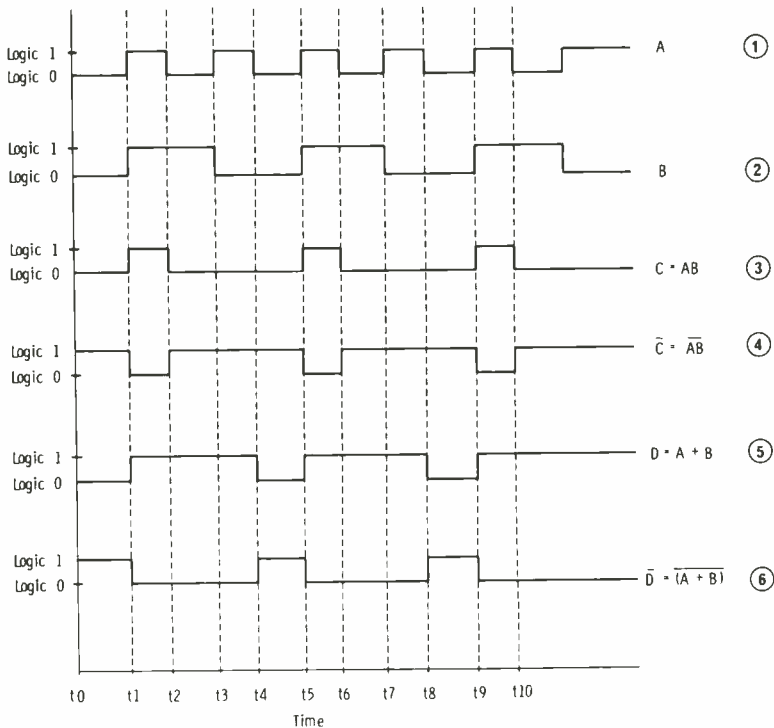 Logic 1
Logic 0
A
1
Logic 1
Logic 0
B
2
Logic 1
Logic 0
C = AB
3
Logic 1
Logic 0
C̄ = A̅B̅
4
Logic 1
Logic 0
D = A + B
5
Logic 1
Logic 0
D̄ = (A + B)
6
t0 t1 t2 t3 t4 t5 t6 t7 t8 t9 t10
Time